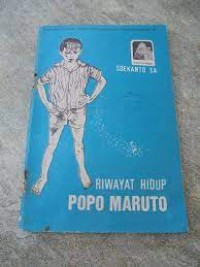 SOEKANTO SA
RIWAYAT HIDUP
POPO MARUTO